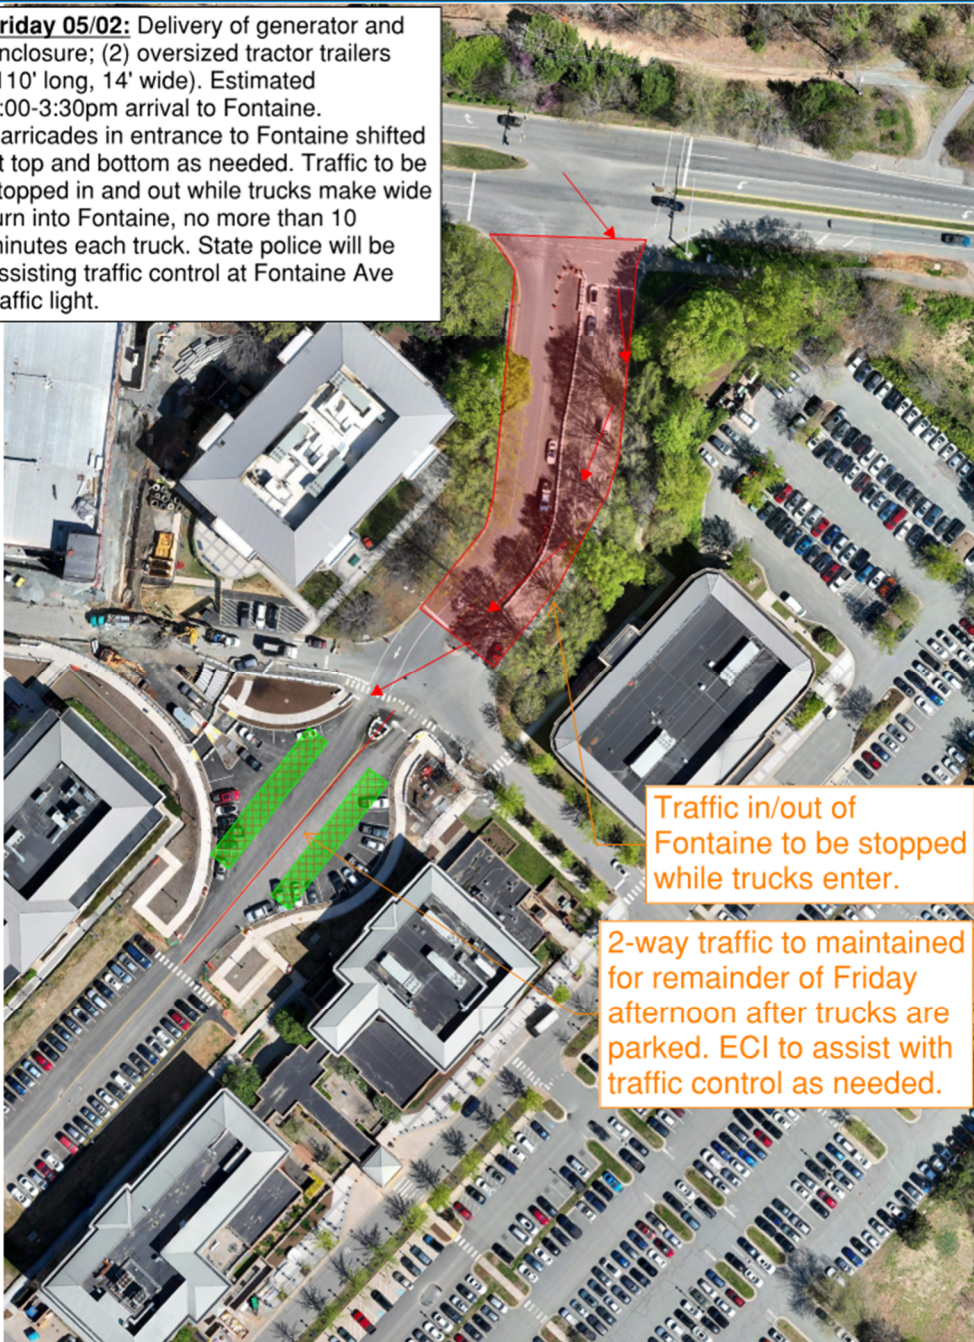 riday 05/02: Delivery of generator and
nclosure; (2) oversized tractor trailers
110' long, 14' wide). Estimated
:00-3:30pm arrival to Fontaine.
arricades in entrance to Fontaine shifted
t top and bottom as needed. Traffic to be
topped in and out while trucks make wide
urn into Fontaine, no more than 10
inutes each truck. State police will be
ssisting traffic control at Fontaine Ave
affic light.
Traffic in/out of
Fontaine to be stopped
while trucks enter.
2-way traffic to maintained
for remainder of Friday
afternoon after trucks are
parked. ECI to assist with
traffic control as needed.